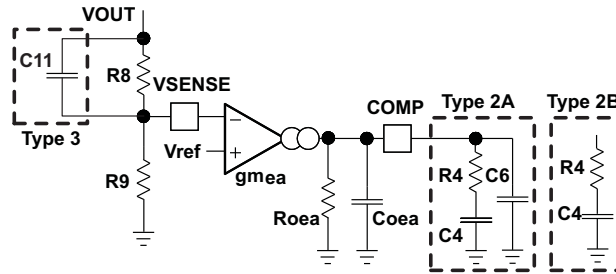 VOUT
C11
R8
VSENSE
COMP
Type 2A
Type 2B
Type 3
Vref
gmea
R9
Roea
Coea
R4
C6
C4
R4
C4